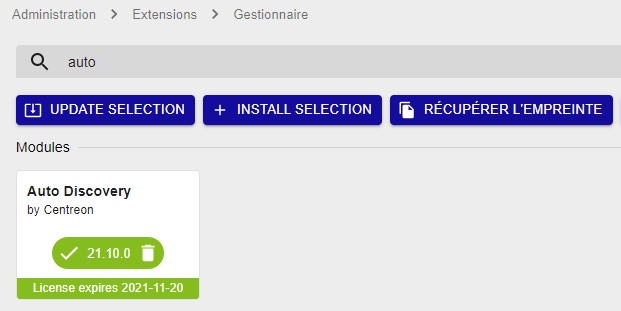 Administration > Extensions > Gestionnaire
auto
UPDATE SELECTION + INSTALL SELECTION RÉCUPÉRER L'EMPREINTE
Modules
Auto Discovery
by Centreon
21.10.0
License expires 2021-11-20